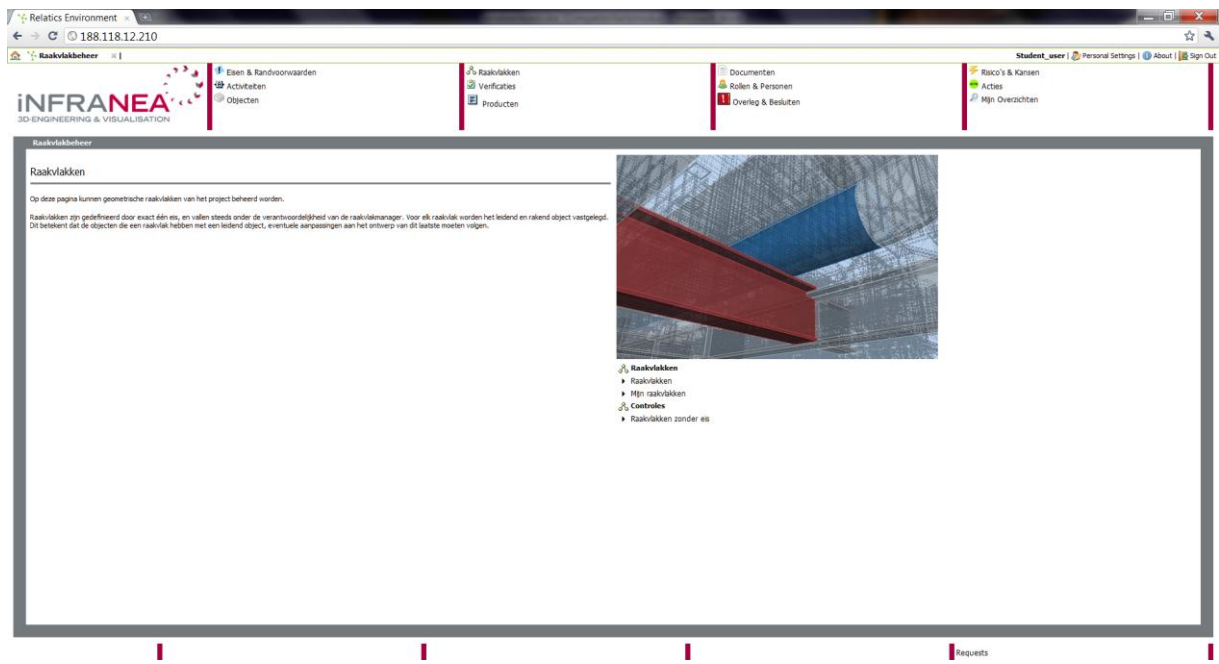 Relatics Environment
188.118.12.210
Raakvlakbeheer
Student_user | Personal Settings | About | Sign Out
iNFRANEA
3D-ENGINEERING & VISUALISATION
Eisen & Randvoorwaarden
Activiteiten
Objecten
Raakvlakken
Verificaties
Producten
Documenten
Rollen & Personen
Overleg & Besluiten
Risico's & Kansen
Acties
Mijn Overzichten
Raakvlakbeheer
Raakvlakken
Op deze pagina kunnen geometrische raakvlakken van het project beheerd worden.
Raakvlakken zijn gedefinieerd door exact één eis, en vallen steeds onder de verantwoordelijkheid van de raakvlakmanager. Voor elk raakvlak worden het leidend en rakend object vastgelegd.
Dit betekent dat de objecten die een raakvlak hebben met een leidend object, eventuele aanpassingen aan het ontwerp van dit laatste moeten volgen.
Raakvlakken
Raakvlakken
Mijn raakvlakken
Controles
Raakvlakken zonder eis
Requests